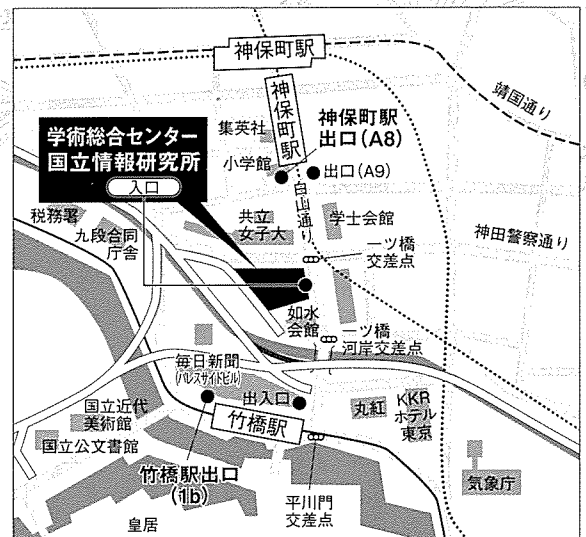 神保町駅
神保町駅
靖国通り
学術総合センター
国立情報研究所
入口
集英社
小学館
神保町駅
出口(A8)
出口(A9)
白山通り
税務署
九段合同
庁舎
共立
女子大
学士会館
神田警察通り
一ツ橋
交差点
如水
会館
一ツ橋
河岸交差点
毎日新聞
(パレスサイドビル)
出入口
国立近代
美術館
国立公文書館
竹橋駅
丸紅
KKR
ホテル
東京
竹橋駅出口
(1b)
平川門
交差点
気象庁
皇居